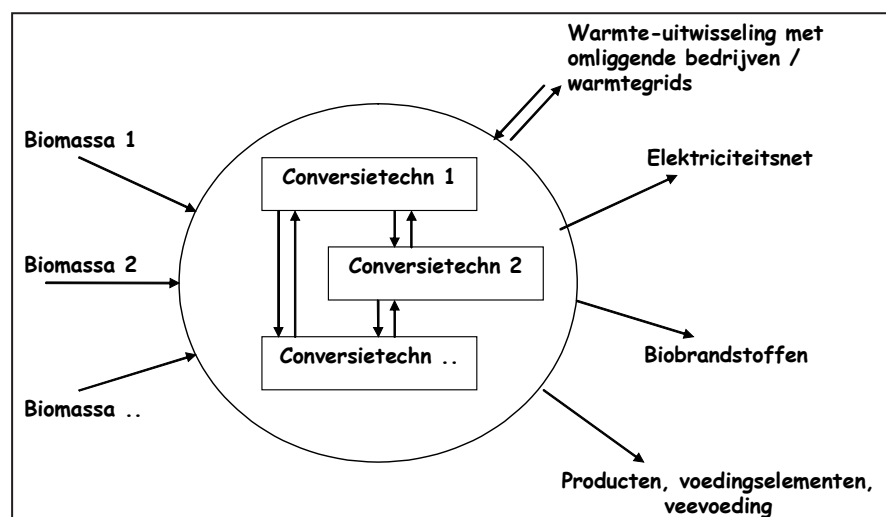 Warmte-uitwisseling met
omliggende bedrijven /
warmtegrids
Biomassa 1
Elektriciteitsnet
Conversietechn 1
Biomassa 2
Conversietechn 2
Conversietechn ..
Biobrandstoffen
Biomassa ..
Producten, voedingselementen,
veevoeding